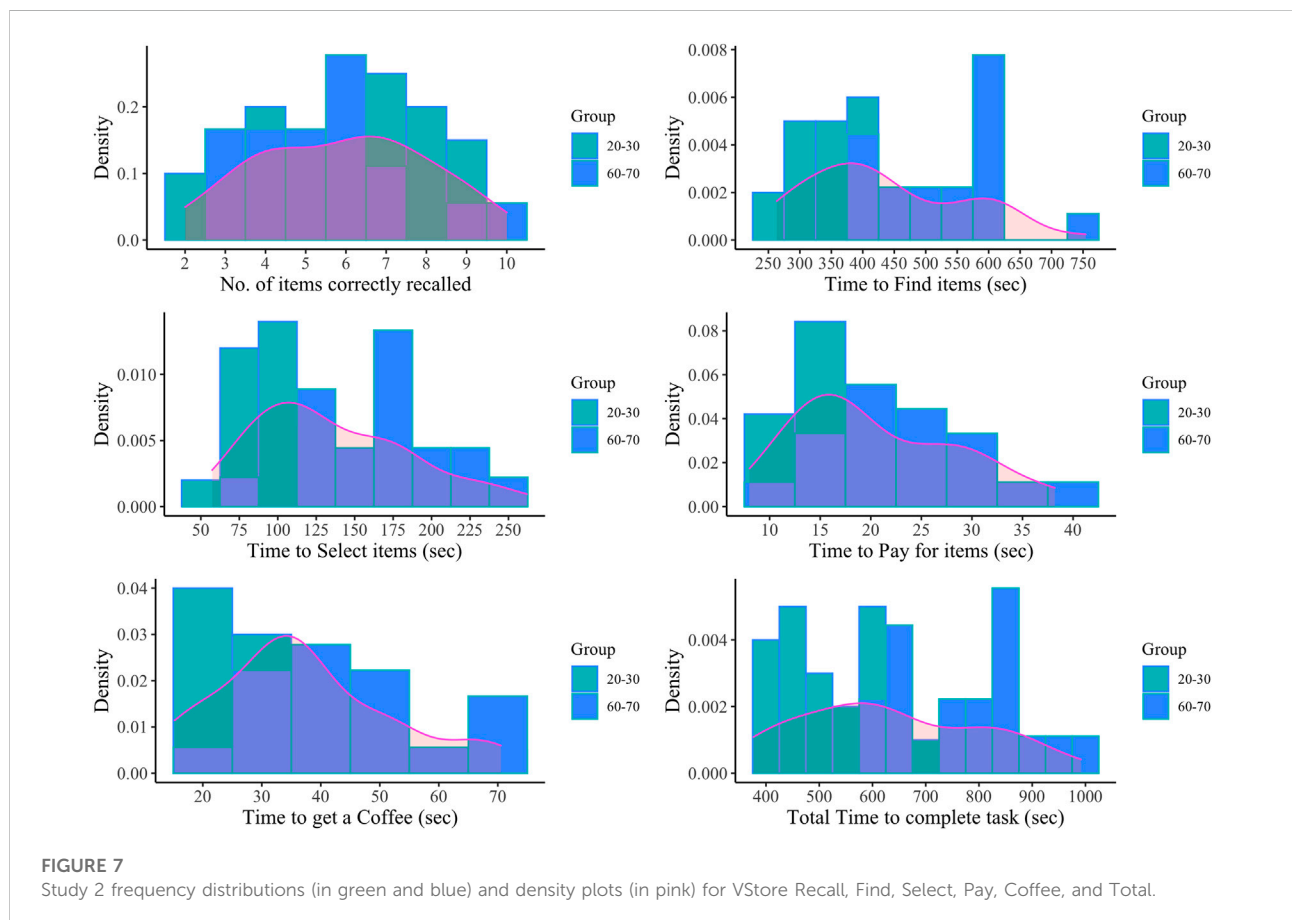 0.2
0.1
0.0
Density
2 3 4 5 6 7 8 9 10
No. of items correctly recalled
Group
20-30
60-70
0.008
0.006
0.004
0.002
0.000
Density
250 300 350 400 450 500 550 600 650 700 750
Time to Find items (sec)
Group
20-30
60-70
0.010
0.005
0.000
Density
50 75 100 125 150 175 200 225 250
Time to Select items (sec)
Group
20-30
60-70
0.08
0.06
0.04
0.02
0.00
Density
10 15 20 25 30 35 40
Time to Pay for items (sec)
Group
20-30
60-70
0.04
0.03
0.02
0.01
0.00
Density
20 30 40 50 60 70
Time to get a Coffee (sec)
Group
20-30
60-70
0.004
0.002
0.000
Density
400 500 600 700 800 900 1000
Total Time to complete task (sec)
Group
20-30
60-70
FIGURE 7
Study 2 frequency distributions (in green and blue) and density plots (in pink) for VStore Recall, Find, Select, Pay, Coffee, and Total.